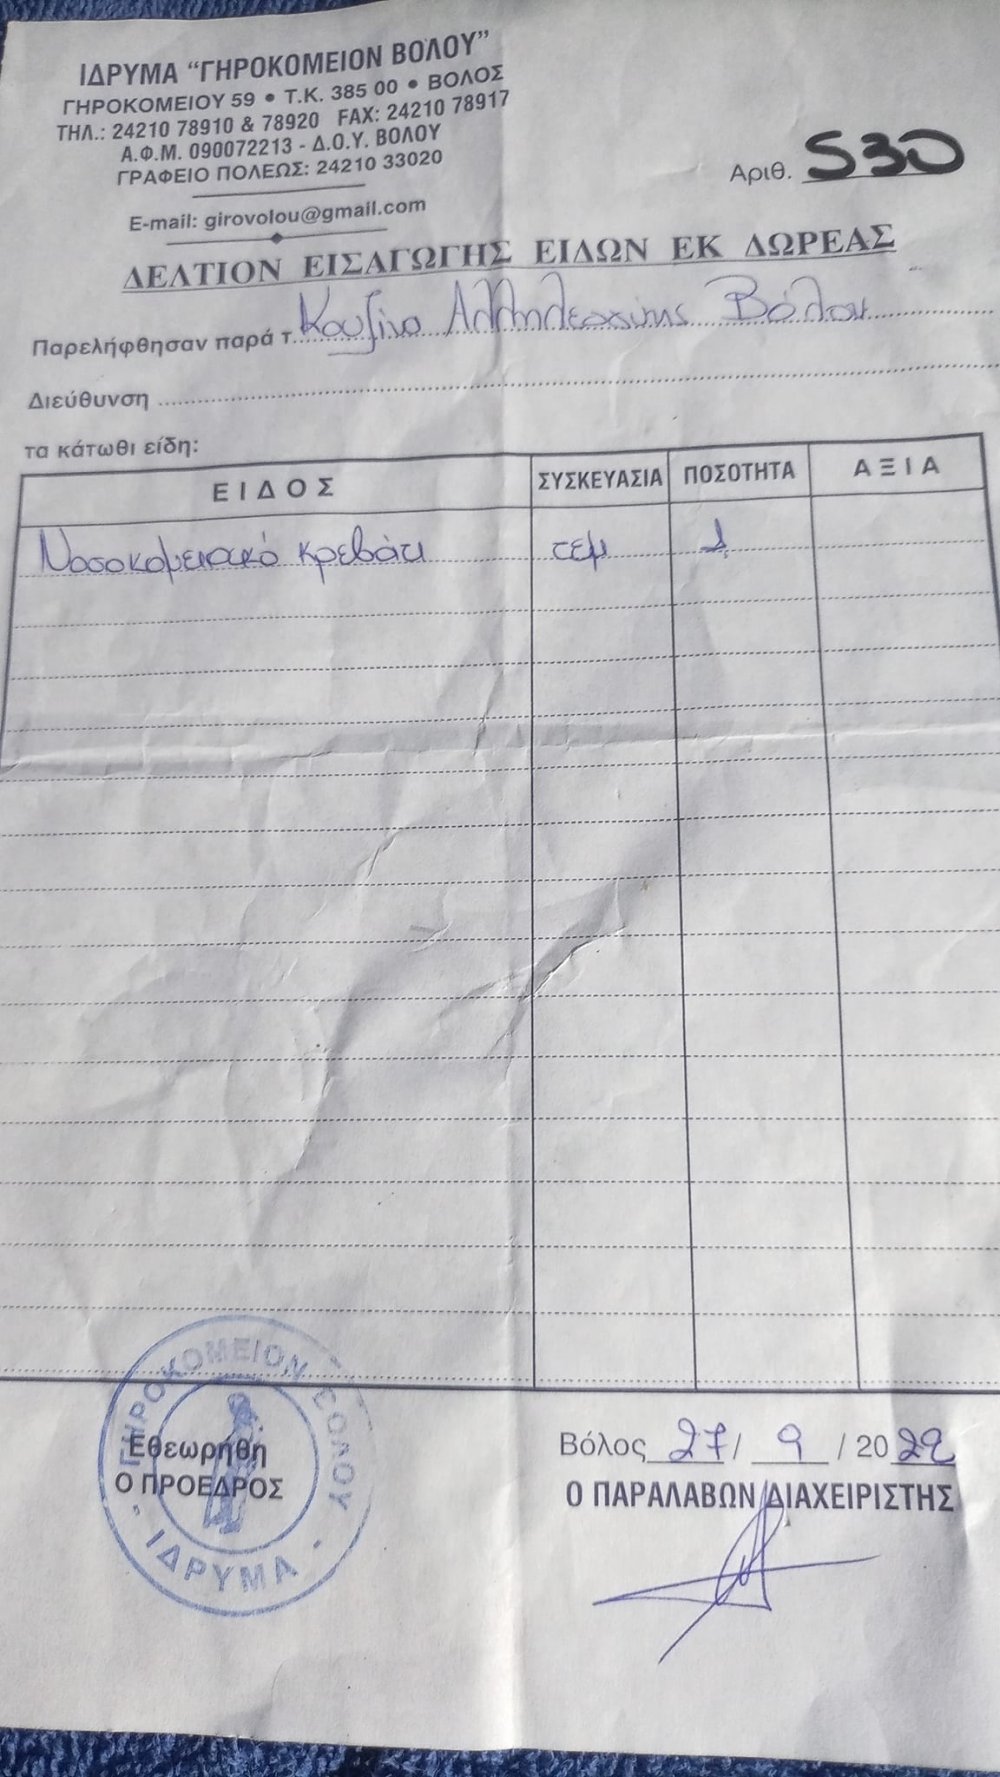 ΙΔΡΥΜΑ "ΓΗΡΟΚΟΜΕΙΟΝ ΒΟΛΟΥ"
ΓΗΡΟΚΟΜΕΙΟΥ 59 • Τ.Κ. 385 00 • ΒΟΛΟΣ
ΤΗΛ.: 24210 78910 & 78920 FAX: 24210 78917
Α.Φ.Μ. 090072213 - Δ.Ο.Υ. ΒΟΛΟΥ
ΓΡΑΦΕΙΟ ΠΟΛΕΩΣ: 24210 33020
E-mail: girovolou@gmail.com
Αριθ. 530
ΔΕΛΤΙΟΝ ΕΙΣΑΓΩΓΗΣ ΕΙΔΩΝ ΕΚ ΔΩΡΕΑΣ
Παρελήφθησαν παρά τ. Κουζίνα Αλληλεγγύης Βόλου
Διεύθυνση
τα κάτωθι είδη:
ΕΙΔΟΣ ΣΥΣΚΕΥΑΣΙΑ ΠΟΣΟΤΗΤΑ ΑΞΙΑ
Νοσοκομειακό κρεβάτι τεμ 1
ΓΗΡΟΚΟΜΕΙΟΝ ΒΟΛΟΥ
Εθεωρήθη
Ο ΠΡΟΕΔΡΟΣ
ΙΔΡΥΜΑ
Βόλος 27/ 9 / 2022
Ο ΠΑΡΑΛΑΒΩΝ ΔΙΑΧΕΙΡΙΣΤΗΣ